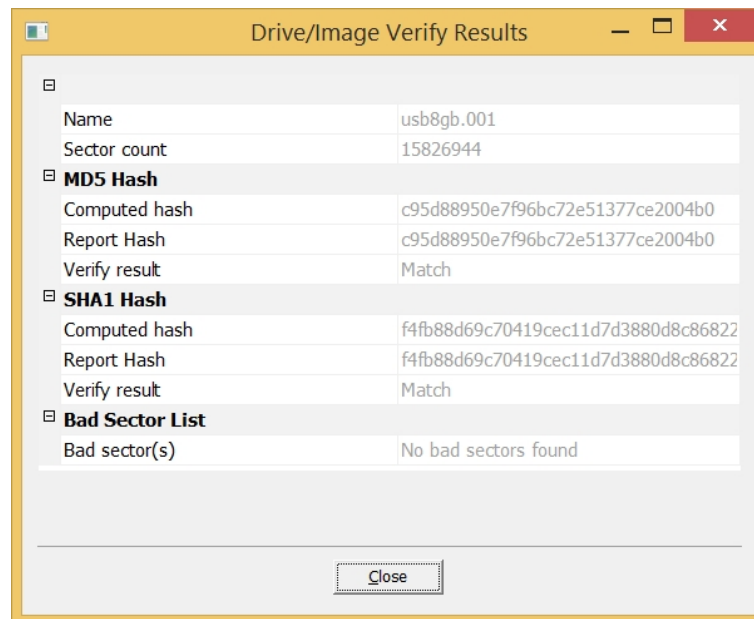 Drive/Image Verify Results
Name usb8gb.001
Sector count 15826944
MD5 Hash
Computed hash c95d88950e7f96bc72e51377ce2004b0
Report Hash c95d88950e7f96bc72e51377ce2004b0
Verify result Match
SHA1 Hash
Computed hash f4fb88d69c70419cec11d7d3880d8c86822
Report Hash f4fb88d69c70419cec11d7d3880d8c86822
Verify result Match
Bad Sector List
Bad sector(s) No bad sectors found
Close